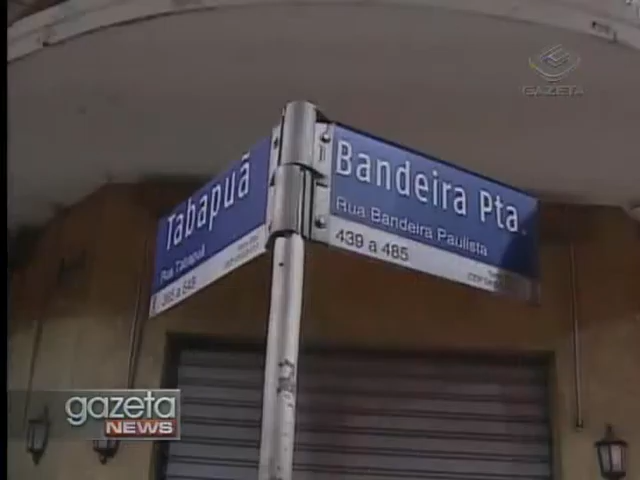 GAZETA
Tabapuã
Rua Tabapuã
Bandeira Pta.
Rua Bandeira Paulista
439 a 485
gazeta
NEWS